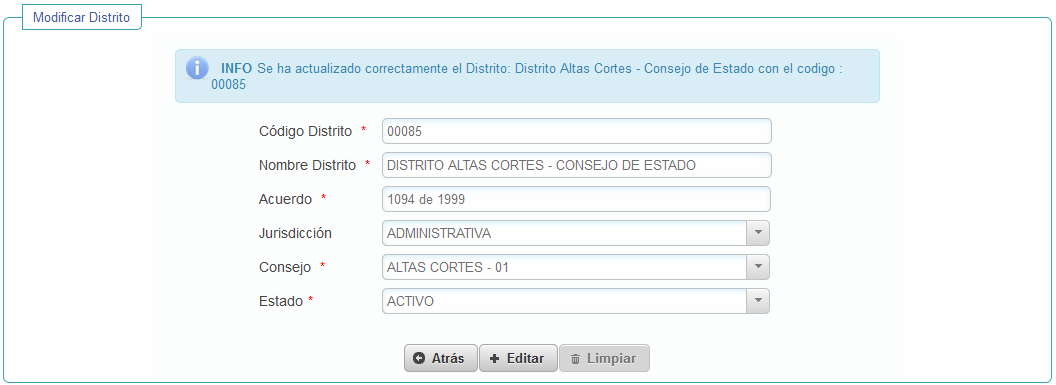 Modificar Distrito
INFO Se ha actualizado correctamente el Distrito: Distrito Altas Cortes - Consejo de Estado con el codigo :
00085
Código Distrito * 00085
Nombre Distrito * DISTRITO ALTAS CORTES - CONSEJO DE ESTADO
Acuerdo * 1094 de 1999
Jurisdicción ADMINISTRATIVA
Consejo * ALTAS CORTES - 01
Estado * ACTIVO
Atrás Editar Limpiar